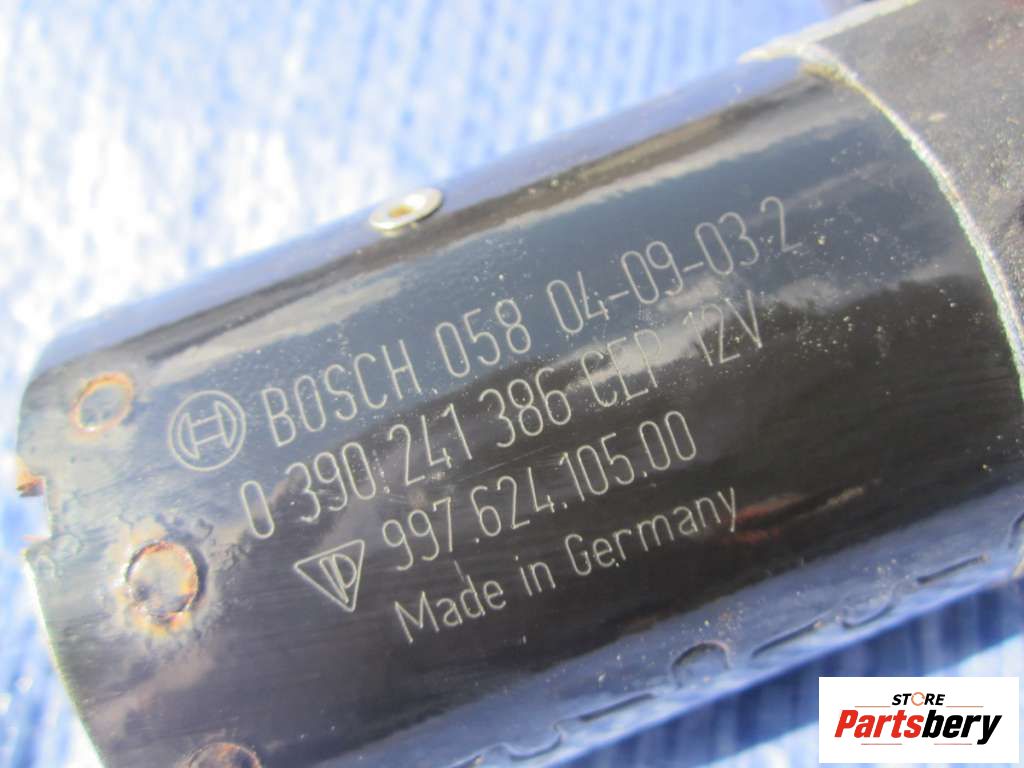 BOSCH 058 04-09-03 2
0 390 241 386 CEP 12V
997.624.105.00
Made in Germany
STORE
Partsbery